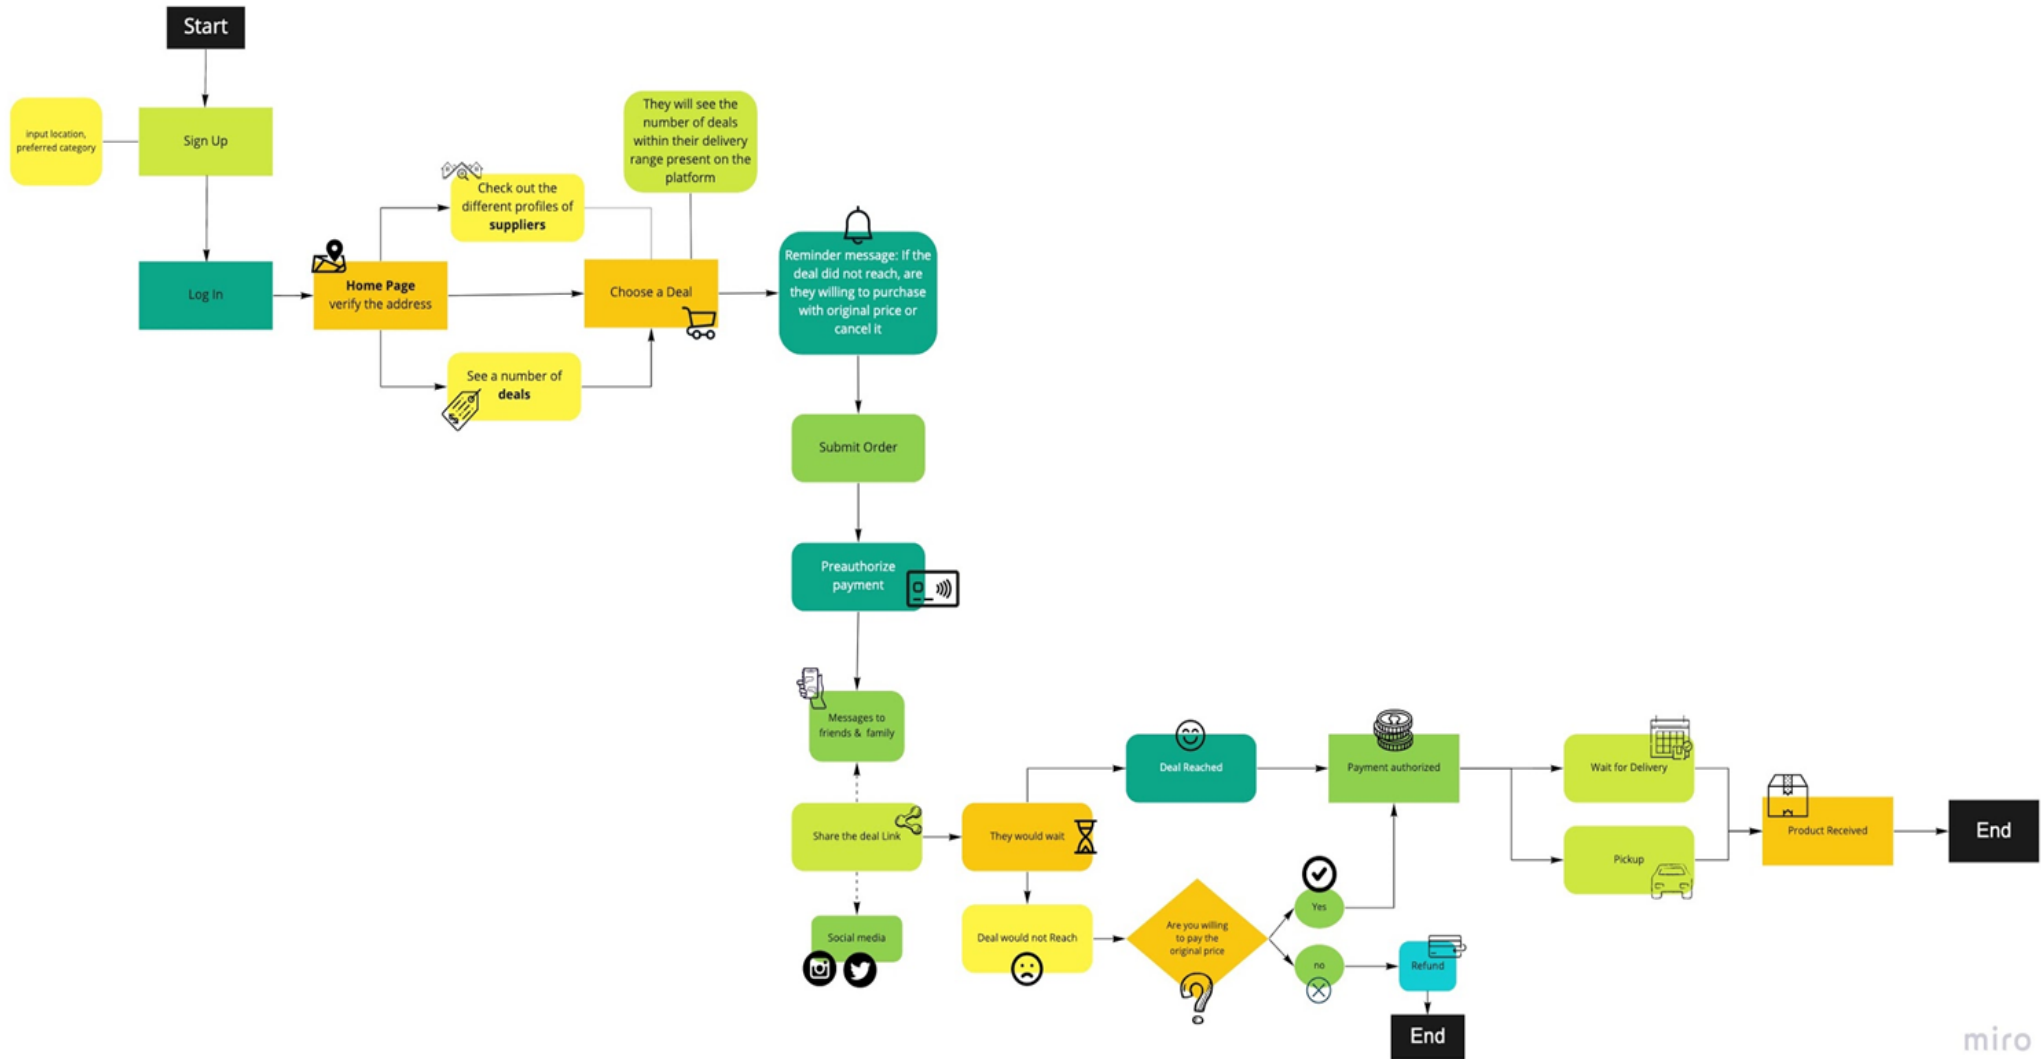 Start
input location,
preferred category
Sign Up
They will see the
number of deals
within their delivery
range present on the
platform
Check out the
different profiles of
suppliers
Log In
Home Page
verify the address
Choose a Deal
Reminder message: If the
deal did not reach, are
they willing to purchase
with original price or
cancel it
See a number of
deals
Submit Order
Preauthorize
payment
Messages to
friends & family
Share the deal Link
Social media
They would wait
Deal Reached
Payment authorized
Wait for Delivery
Pickup
Product Received
End
Deal would not Reach
Are you willing
to pay the
original price
Yes
no
Refund
End
miro